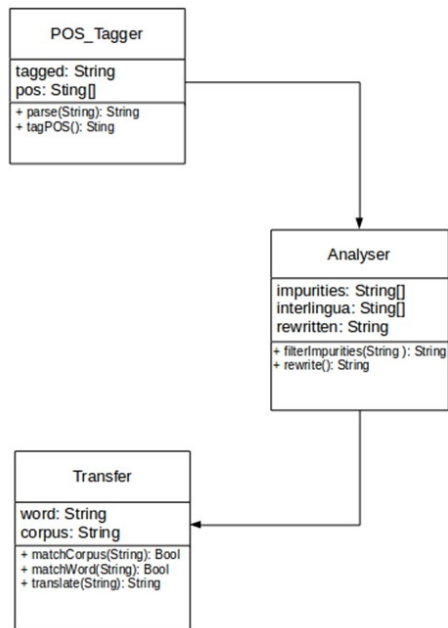 POS_Tagger
tagged: String
pos: Sting[]
+ parse(String): String
+ tagPOS(): Sting
Analyser
impurities: String[]
interlingua: Sting[]
rewritten: String
+ filterImpurities(String ): String
+ rewrite(): String
Transfer
word: String
corpus: String
+ matchCorpus(String): Bool
+ matchWord(String): Bool
+ translate(String): String